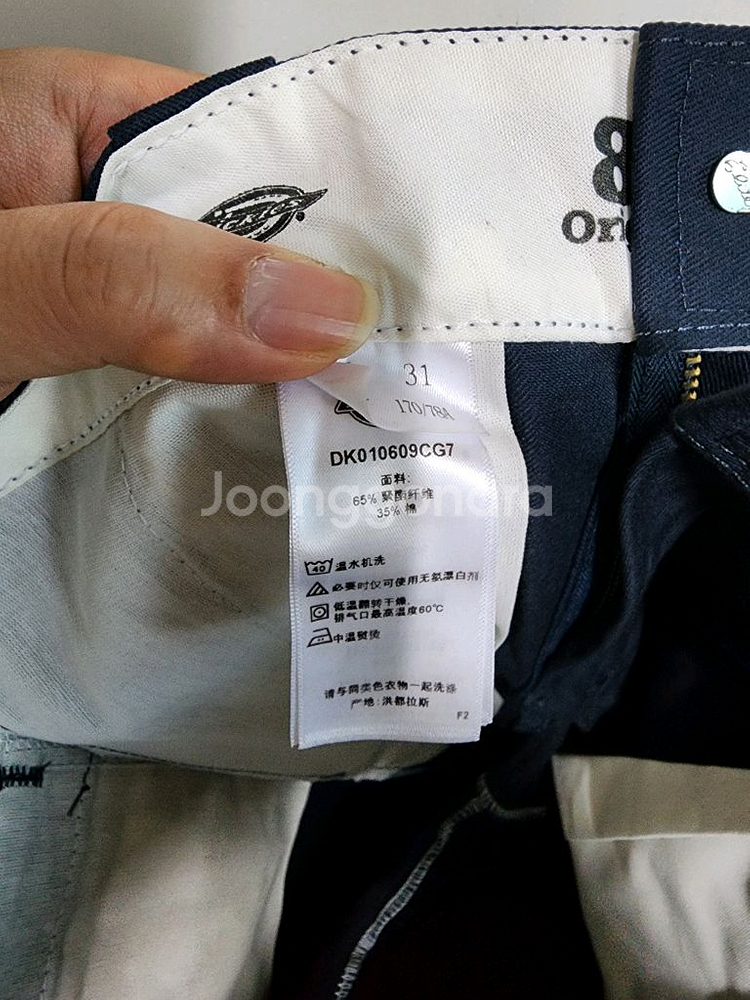 8
Ori
31
170/78A
DK010609CG7
面料:
65% 聚酯纤维
35% 棉
Joonggonara
40 温水机洗
必要时仅可使用无氯漂白剂
低温翻转干燥,
排气口最高温度60℃
中温熨烫
请与同类色衣物一起洗涤
产地: 洪都拉斯
F2